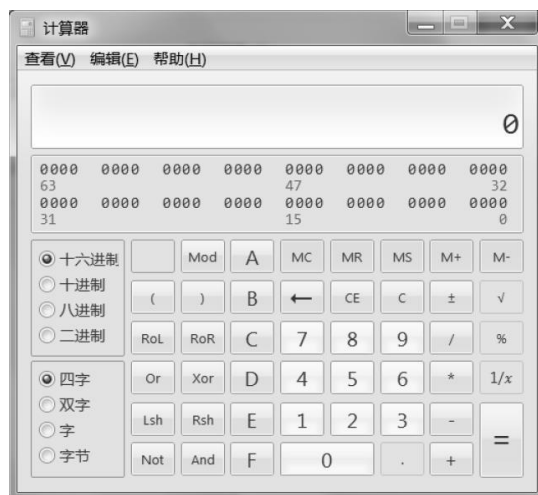 计算器
查看(V) 编辑(E) 帮助(H)
0
0000 0000 0000 0000 0000 0000 0000 0000
63 47 32
0000 0000 0000 0000 0000 0000 0000 0000
31 15 0
十六进制 Mod A MC MR MS M+ M-
十进制
八进制 ( ) B ← CE C ± √
二进制 RoL RoR C 7 8 9 / %
四字 Or Xor D 4 5 6 * 1/x
双字
字 Lsh Rsh E 1 2 3 - =
字节 Not And F 0 . +